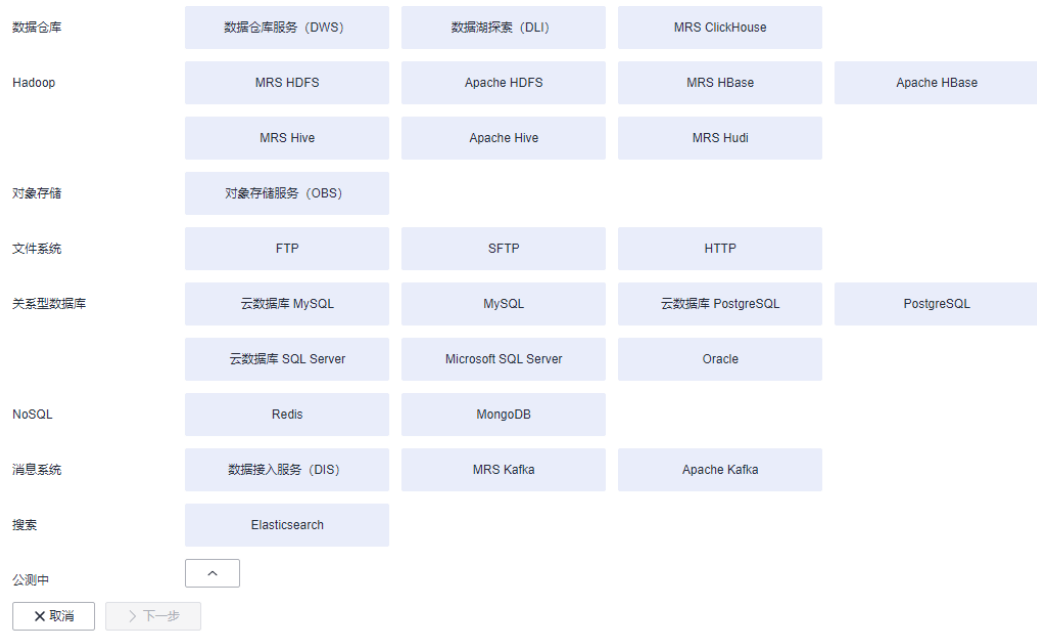 数据仓库 数据仓库服务（DWS） 数据湖探索（DLI） MRS ClickHouse
Hadoop MRS HDFS Apache HDFS MRS HBase Apache HBase
MRS Hive Apache Hive MRS Hudi
对象存储 对象存储服务（OBS）
文件系统 FTP SFTP HTTP
关系型数据库 云数据库 MySQL MySQL 云数据库 PostgreSQL PostgreSQL
云数据库 SQL Server Microsoft SQL Server Oracle
NoSQL Redis MongoDB
消息系统 数据接入服务（DIS） MRS Kafka Apache Kafka
搜索 Elasticsearch
公测中
取消 下一步